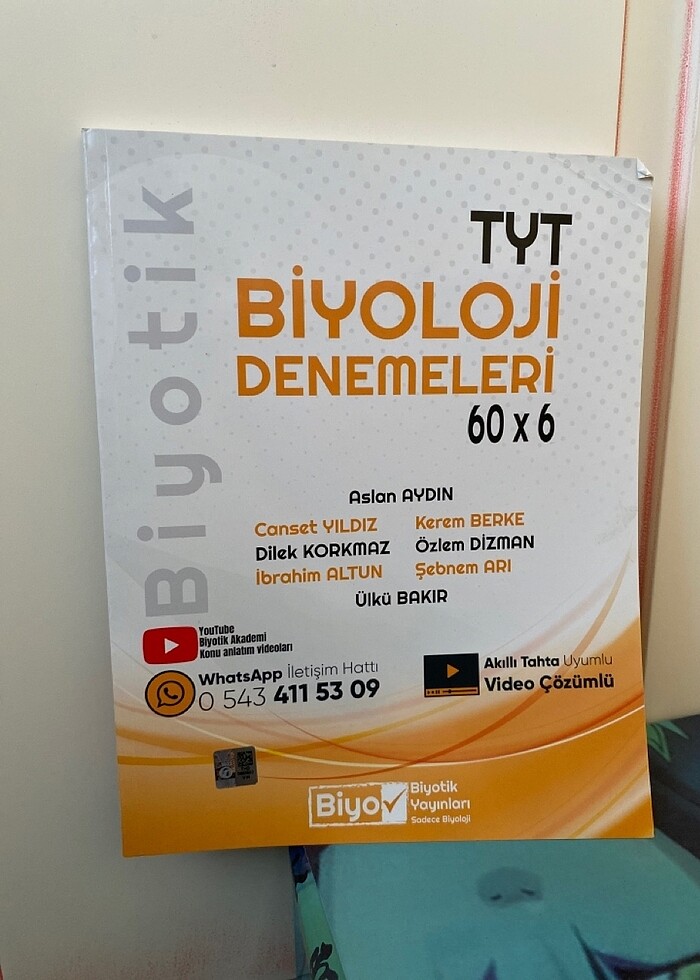 Biyotik
TYT
BİYOLOJİ
DENEMELERİ
60 x 6
Aslan AYDIN
Canset YILDIZ Kerem BERKE
Dilek KORKMAZ Özlem DİZMAN
İbrahim ALTUN Şebnem ARI
Ülkü BAKIR
YouTube
Biyotik Akademi
Konu anlatım videoları
WhatsApp İletişim Hattı
0 543 411 53 09
Akıllı Tahta Uyumlu
Video Çözümlü
Biyo
Biyotik
Yayınları
Sadece Biyoloji